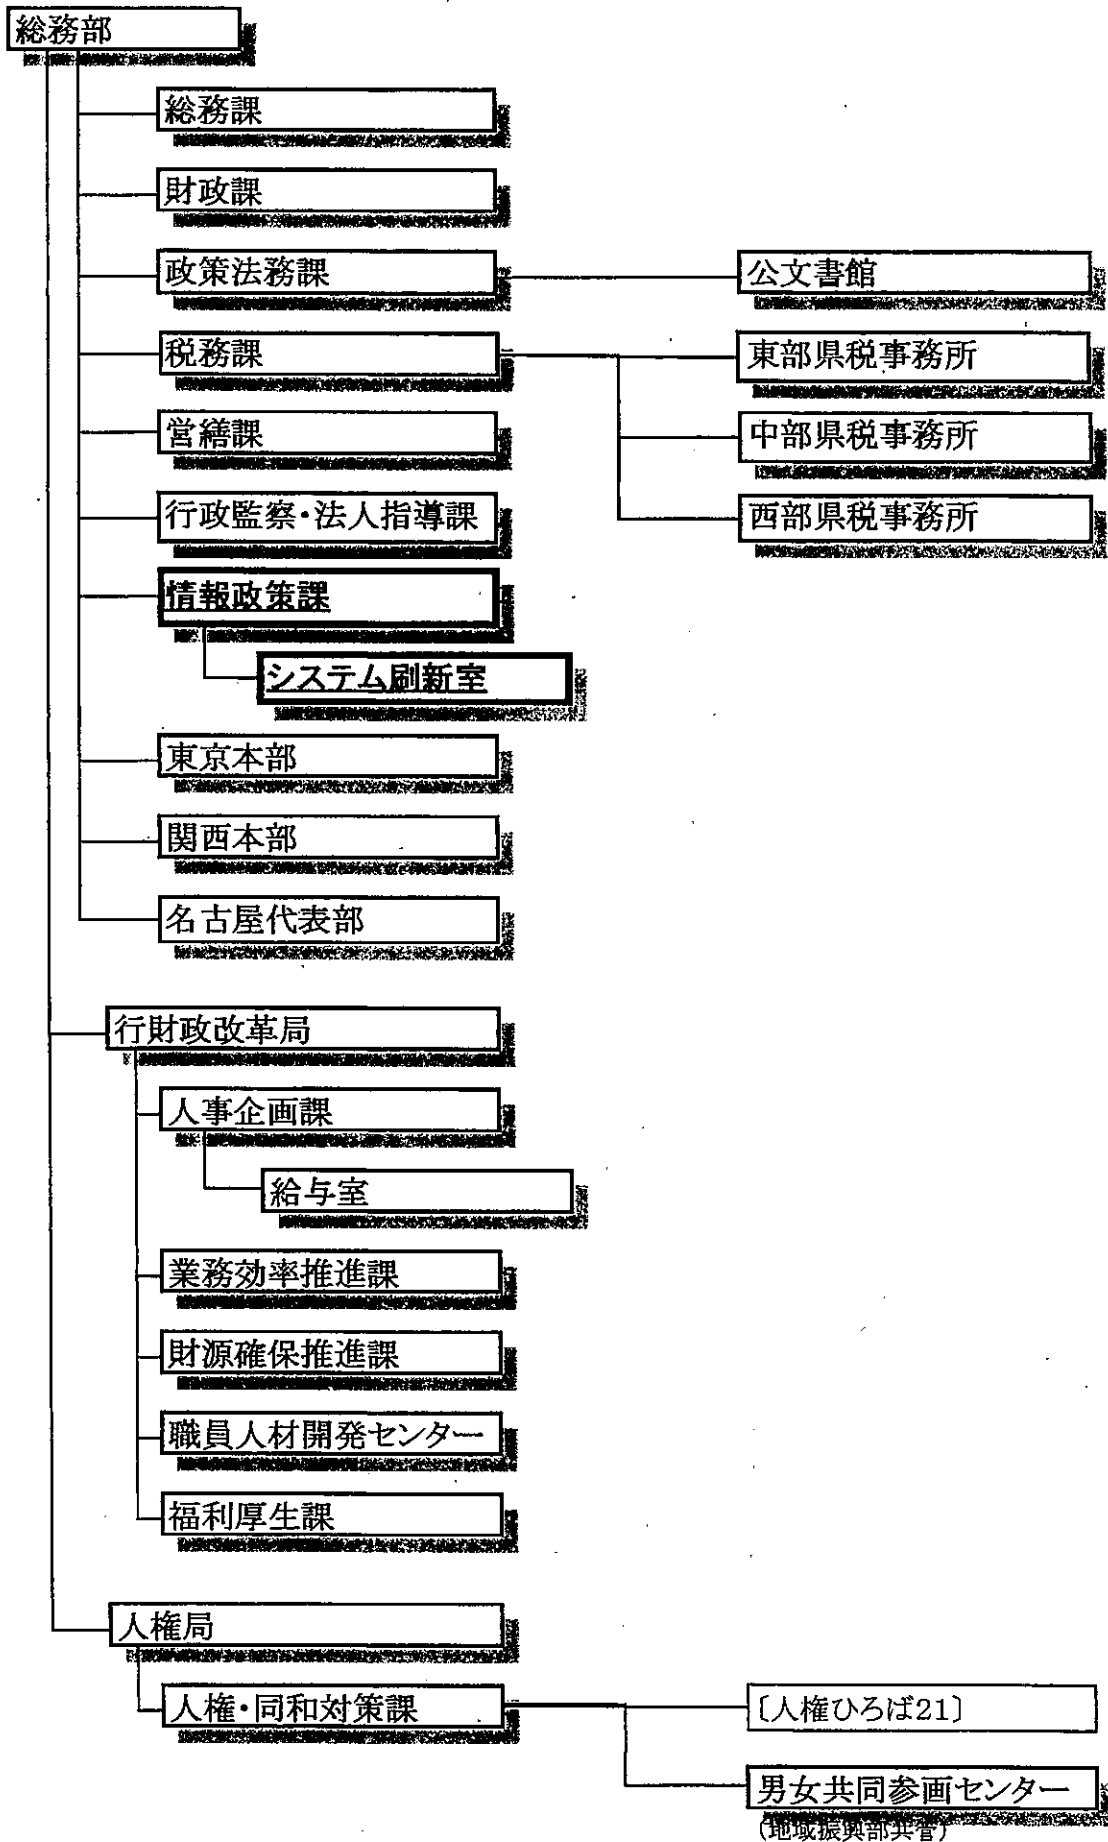 総務部
総務課
財政課
政策法務課
公文書館
税務課
東部県税事務所
営繕課
中部県税事務所
行政監察・法人指導課
西部県税事務所
情報政策課
システム刷新室
東京本部
関西本部
名古屋代表部
行財政改革局
人事企画課
給与室
業務効率推進課
財源確保推進課
職員人材開発センター
福利厚生課
人権局
人権・同和対策課
〔人権ひろば21〕
男女共同参画センター
(地域振興部共管)